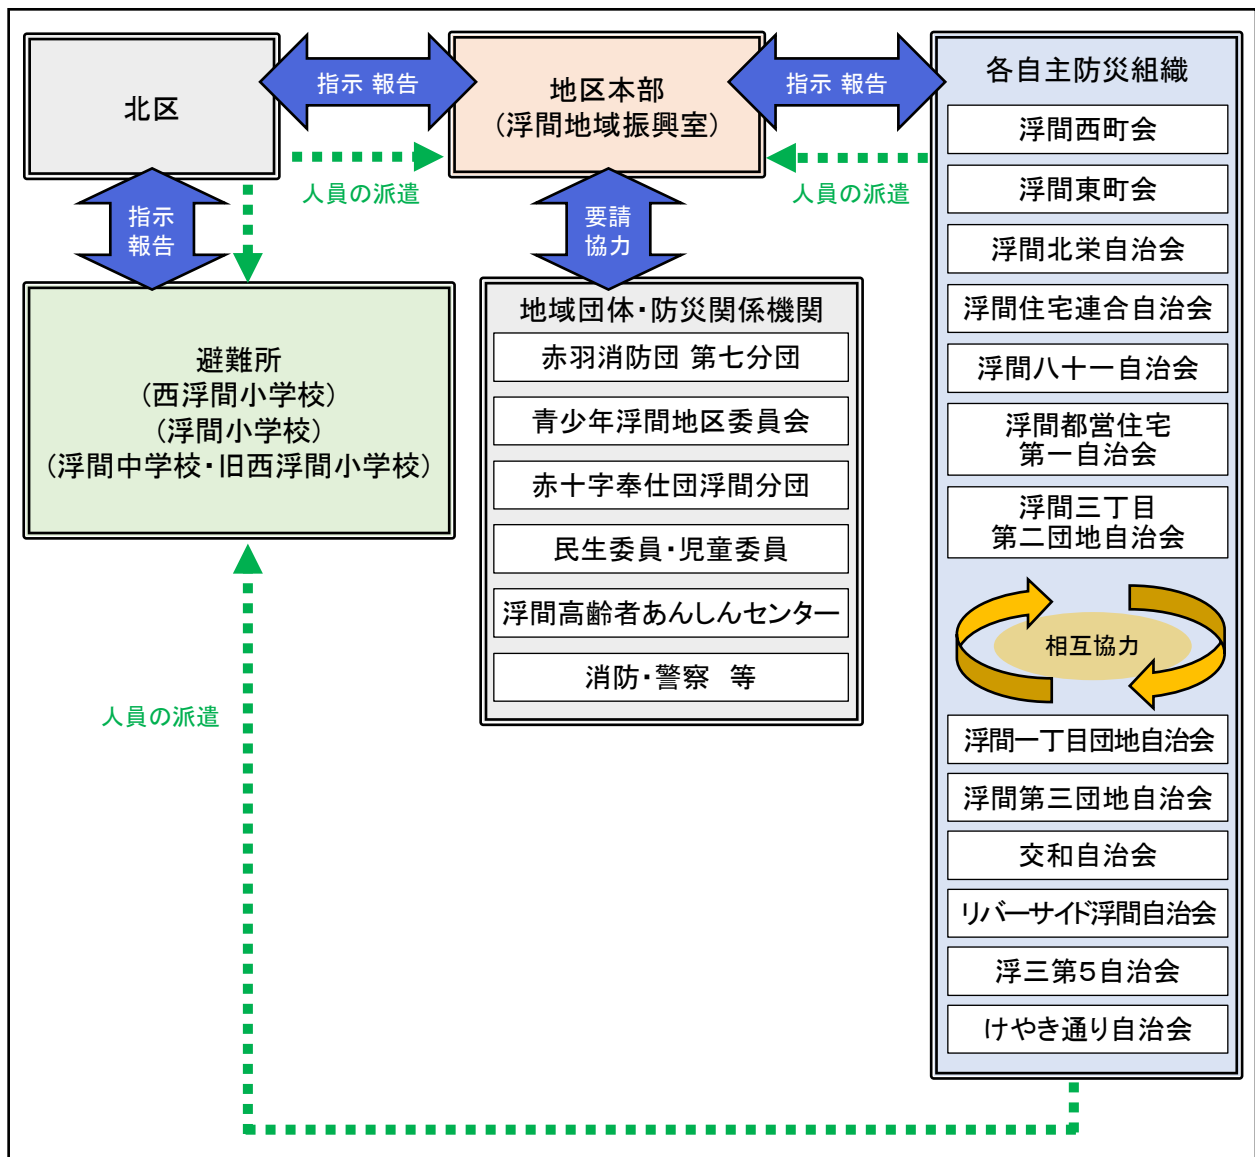 北区
指示 報告
地区本部
(浮間地域振興室)
指示 報告
人員の派遣
人員の派遣
指示
報告
要請
協力
避難所
(西浮間小学校)
(浮間小学校)
(浮間中学校・旧西浮間小学校)
人員の派遣
地域団体・防災関係機関
赤羽消防団 第七分団
青少年浮間地区委員会
赤十字奉仕団浮間分団
民生委員・児童委員
浮間高齢者あんしんセンター
消防・警察 等
各自主防災組織
浮間西町会
浮間東町会
浮間北栄自治会
浮間住宅連合自治会
浮間八十一自治会
浮間都営住宅
第一自治会
浮間三丁目
第二団地自治会
相互協力
浮間一丁目団地自治会
浮間第三団地自治会
交和自治会
リバーサイド浮間自治会
浮三第5自治会
けやき通り自治会